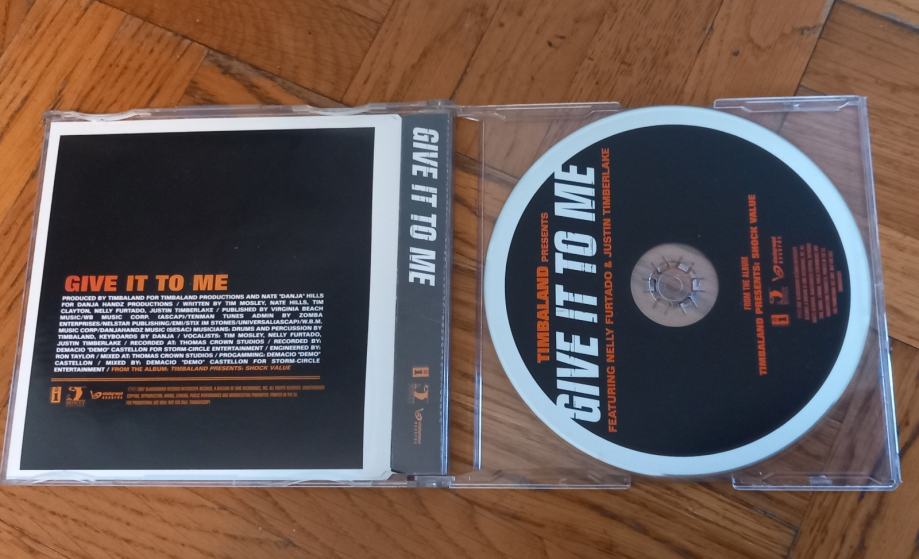 GIVE IT TO ME
PRODUCED BY TIMBALAND FOR TIMBALAND PRODUCTIONS AND NATE "DANJA" HILLS
FOR DANJA HANDZ PRODUCTIONS / WRITTEN BY TIM MOSLEY, NATE HILLS, TIM
CLAYTON, NELLY FURTADO, JUSTIN TIMBERLAKE / PUBLISHED BY VIRGINIA BEACH
MUSIC/WB MUSIC CORP. (ASCAP)/TENMAN TUNES ADMIN BY ZOMBA
ENTERPRISES/NELSTAR PUBLISHING/EMI/STIX IM STONES/UNIVERSAL(ASCAP)/W.B.M.
MUSIC CORP/DANJAHANDZ MUSIC (SESAC) MUSICIANS: DRUMS AND PERCUSSION BY
TIMBALAND, KEYBOARDS BY DANJA / VOCALISTS: TIM MOSLEY, NELLY FURTADO,
JUSTIN TIMBERLAKE / RECORDED AT: THOMAS CROWN STUDIOS / RECORDED BY:
DEMACIO "DEMO" CASTELLON FOR STORM-CIRCLE ENTERTAINMENT / ENGINEERED BY:
RON TAYLOR / MIXED AT: THOMAS CROWN STUDIOS / PROGAMMING: DEMACIO "DEMO"
CASTELLON / MIXED BY: DEMACIO "DEMO" CASTELLON FOR STORM-CIRCLE
ENTERTAINMENT / FROM THE ALBUM: TIMBALAND PRESENTS: SHOCK VALUE
GIVE IT TO ME
TIMBALAND PRESENTS
GIVE IT TO ME
FEATURING NELLY FURTADO & JUSTIN TIMBERLAKE
FROM THE ALBUM
TIMBALAND PRESENTS: SHOCK VALUE